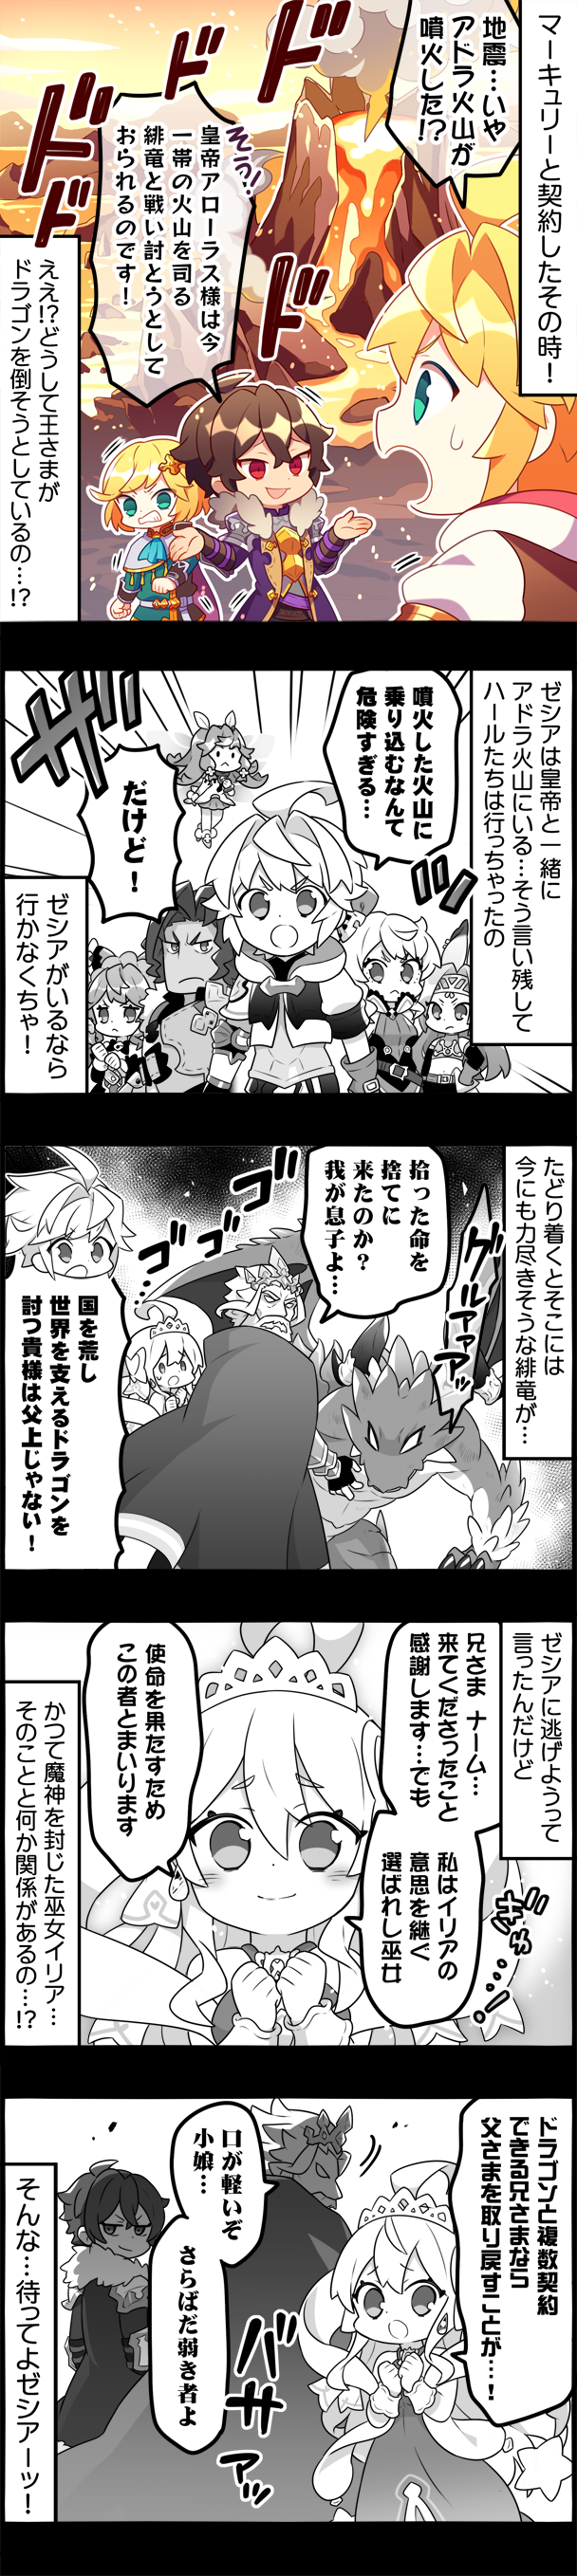 マーキュリーと契約したその時！
地震…いや
アドラ火山が
噴火した!?
ドドドドド
そう!!
皇帝アローラス様は今
一帯の火山を司る
緋竜と戦い討とうとして
おられるのです！
ええ!?どうして王さまが
ドラゴンを倒そうとしているの…!?
ゼシアは皇帝と一緒に
アドラ火山にいる…そう言い残して
ハールたちは行っちゃったの
噴火した火山に
乗り込むなんて
危険すぎる…
だけど！
ザッ
ゼシアがいるなら
行かなくちゃ！
たどり着くとそこには
今にも力尽きそうな緋竜が…
グルァァァッ
拾った命を
捨てに
来たのか？
我が息子よ…
ゴゴゴゴ…
国を荒し
世界を支えるドラゴンを
討つ貴様は父上じゃない！
ゼシアに逃げようって
言ったんだけど
兄さま ナーム…
来てくださったこと
感謝します…でも
私はイリアの
意思を継ぐ
選ばれし巫女
ぎゅ…!
使命を果たすため
この者とまいります
かつて魔神を封じた巫女イリア…
そのことと何か関係があるの…!?
ドラゴンと複数契約
できる兄さまなら
父さまを取り戻すことが…！
口が軽いぞ
小娘…
さらばだ弱き者よ
バサァッ
そんな…待ってよゼシアーッ！